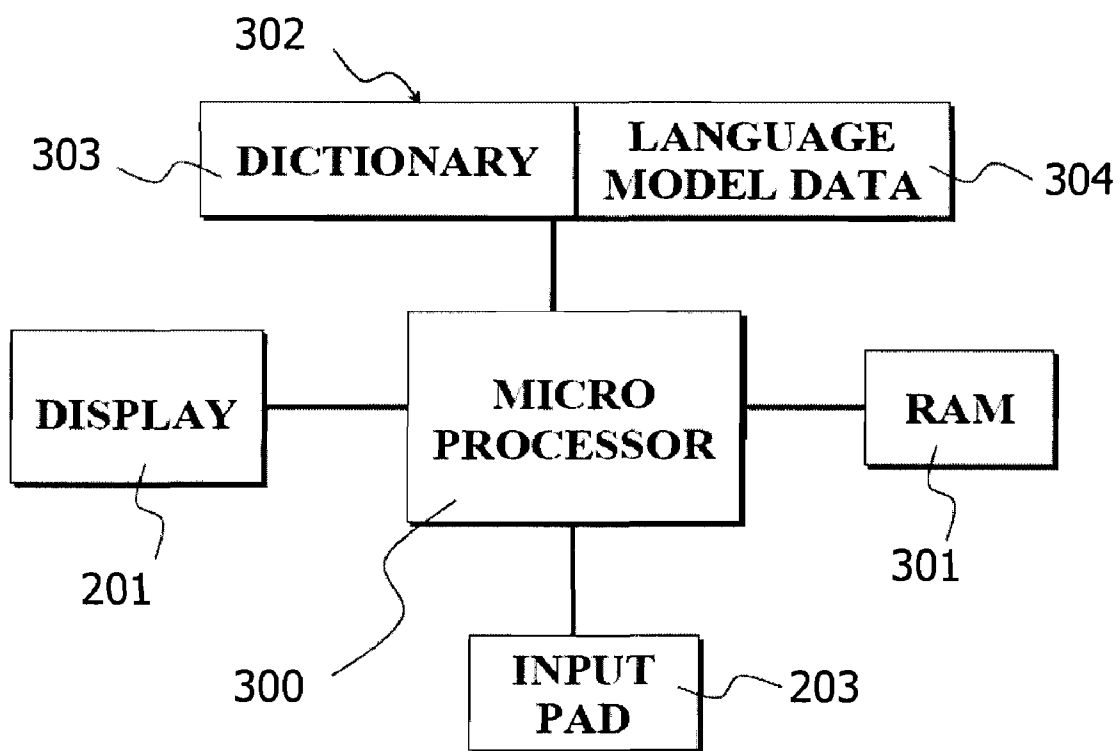 302
303
DICTIONARY
LANGUAGE
MODEL DATA
304
DISPLAY
MICRO
PROCESSOR
RAM
201
301
300
INPUT
PAD
203